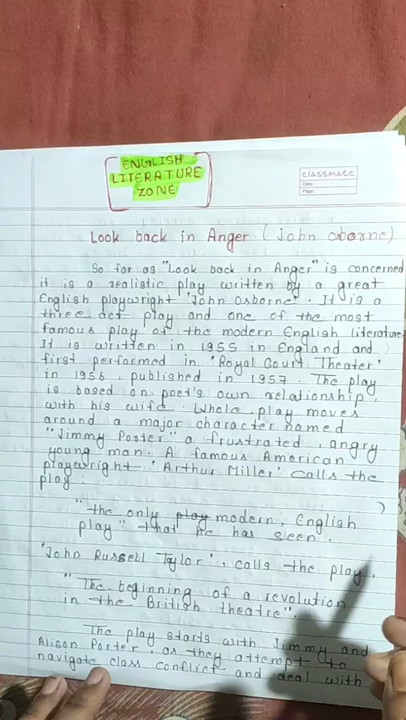 ENGLISH
LITERATURE
ZONE
classmate
Date :
Page :
Look back in Anger ( John osborne)
So far as "Look back in Anger" is concerned
it is a realistic play written by a great
English playwright 'John Osborne'. It is a
three act play and one of the most
famous play of the modern English literature.
It is written in 1955 in England and
first performed in 'Royal Court Theater'
in 1956, published in 1957. The play
is based on poet's own relationship
with his wife. Whole play moves
around a major character named
"Jimmy Poster" a frustrated, angry
young man. A famous American
playwright 'Arthur Miller' calls the
play :
"the only play modern, English
play" that he has seen.
'John Russell Taylor', calls the play,
"The beginning of a revolution
in the British theatre".
The play starts with Jimmy and
Alison Porter as they attempt to
navigate class conflict and deal with